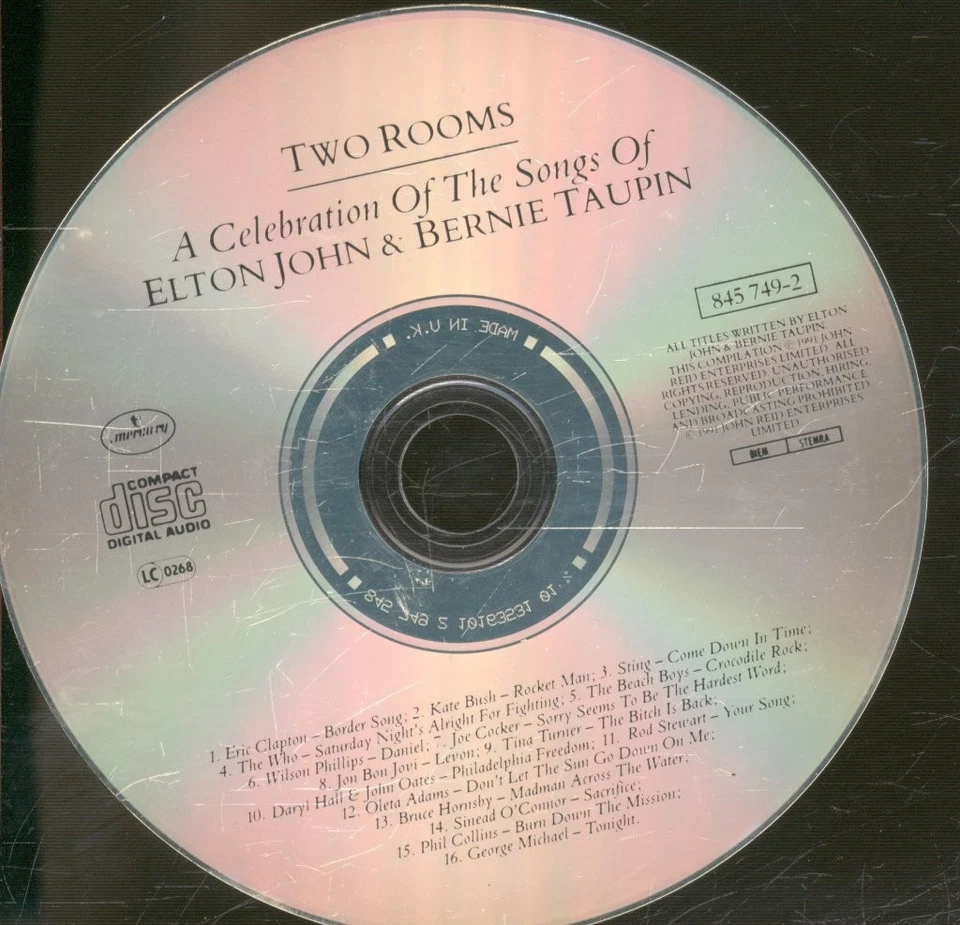 TWO ROOMS
A Celebration Of The Songs Of
ELTON JOHN & BERNIE TAUPIN
845 749-2
ALL TITLES WRITTEN BY ELTON
JOHN & BERNIE TAUPIN
THIS COMPILATION ℗ 1991 JOHN
REID ENTERPRISES LIMITED. ALL
RIGHTS RESERVED. UNAUTHORISED
COPYING, REPRODUCTION, HIRING,
LENDING, PUBLIC PERFORMANCE
AND BROADCASTING PROHIBITED
© 1991 JOHN REID ENTERPRISES
LIMITED
BIEM STEMRA
mercury
COMPACT
disc
DIGITAL AUDIO
LC 0268
MADE IN U.K.
845 749 2 10163531 01
1. Eric Clapton – Border Song; 2. Kate Bush – Rocket Man; 3. Sting – Come Down In Time;
4. The Who – Saturday Night's Alright For Fighting; 5. The Beach Boys – Crocodile Rock;
6. Wilson Phillips – Daniel; 7. Joe Cocker – Sorry Seems To Be The Hardest Word;
8. Jon Bon Jovi – Levon; 9. Tina Turner – The Bitch Is Back;
10. Daryl Hall & John Oates – Philadelphia Freedom; 11. Rod Stewart – Your Song;
12. Oleta Adams – Don't Let The Sun Go Down On Me;
13. Bruce Hornsby – Madman Across The Water;
14. Sinead O'Connor – Sacrifice;
15. Phil Collins – Burn Down The Mission;
16. George Michael – Tonight.